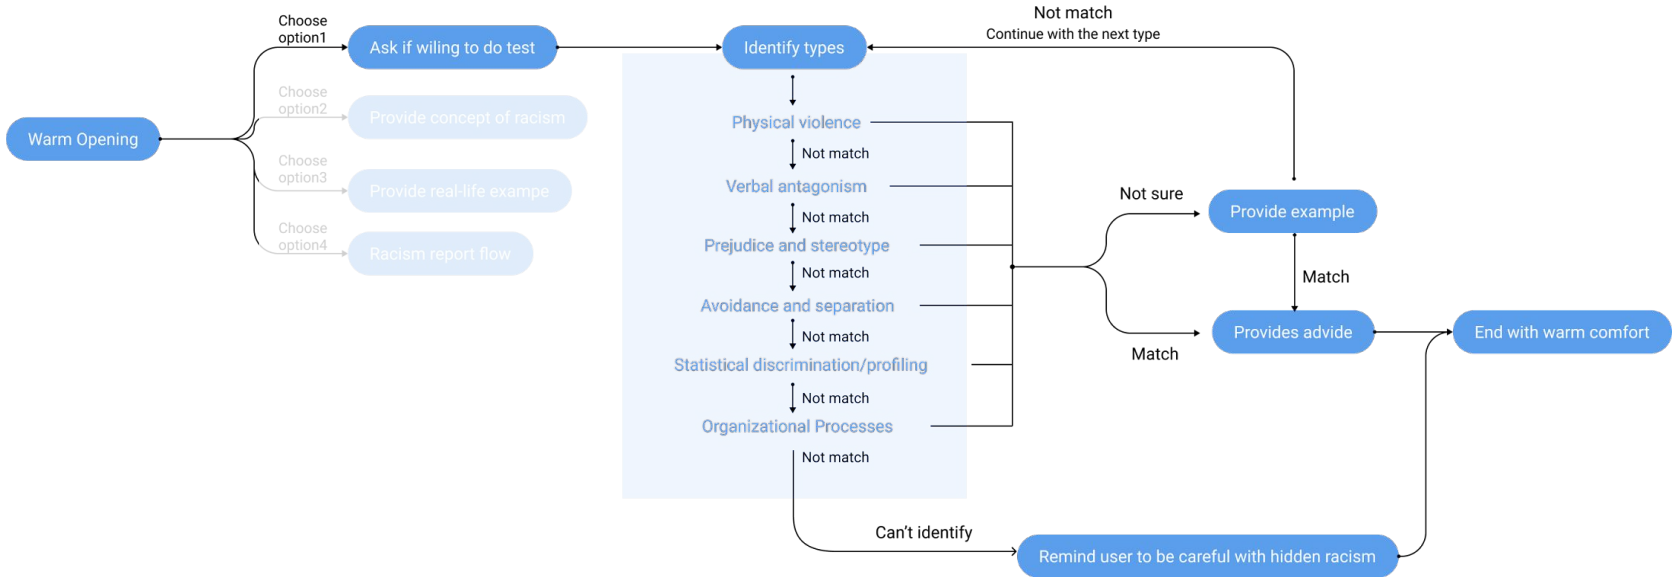 Warm Opening
Choose
option1
Ask if wiling to do test
Choose
option2
Provide concept of racism
Choose
option3
Provide real-life exampe
Choose
option4
Racism report flow
Identify types
Physical violence
Not match
Verbal antagonism
Not match
Prejudice and stereotype
Not match
Avoidance and separation
Not match
Statistical discrimination/profiling
Not match
Organizational Processes
Not match
Can't identify
Remind user to be careful with hidden racism
Not match
Continue with the next type
Not sure
Provide example
Match
Match
Provides advide
End with warm comfort